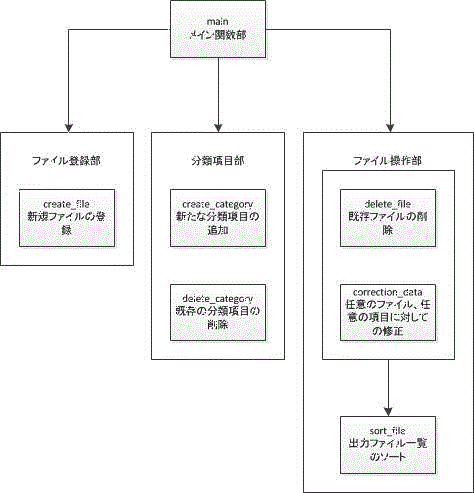 main
メイン関数部
ファイル登録部
create_file
新規ファイルの登
録
分類項目部
create_category
新たな分類項目の
追加
delete_category
既存の分類項目の
削除
ファイル操作部
delete_file
既存ファイルの削
除
correction_data
任意のファイル、任
意の項目に対して
の修正
sort_file
出力ファイル一覧
のソート